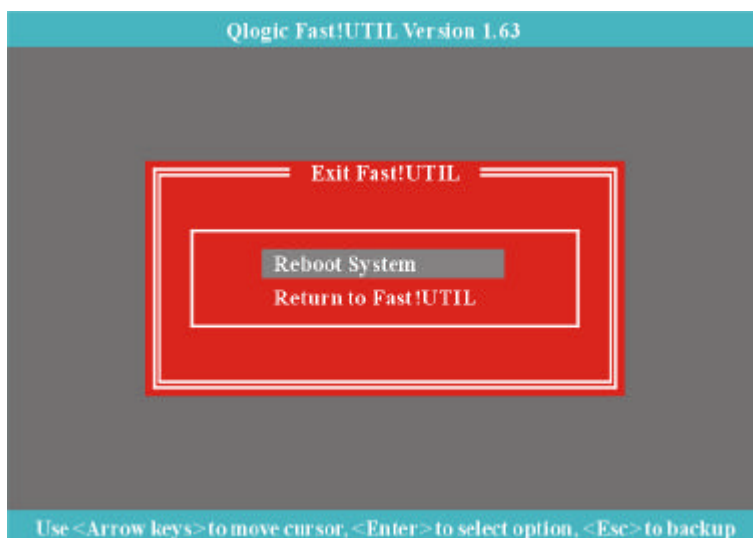 Qlogic Fast!UTIL Version 1.63
Exit Fast!UTIL
Reboot System
Return to Fast!UTIL
Use <Arrow keys> to move cursor, <Enter> to select option, <Esc> to backup